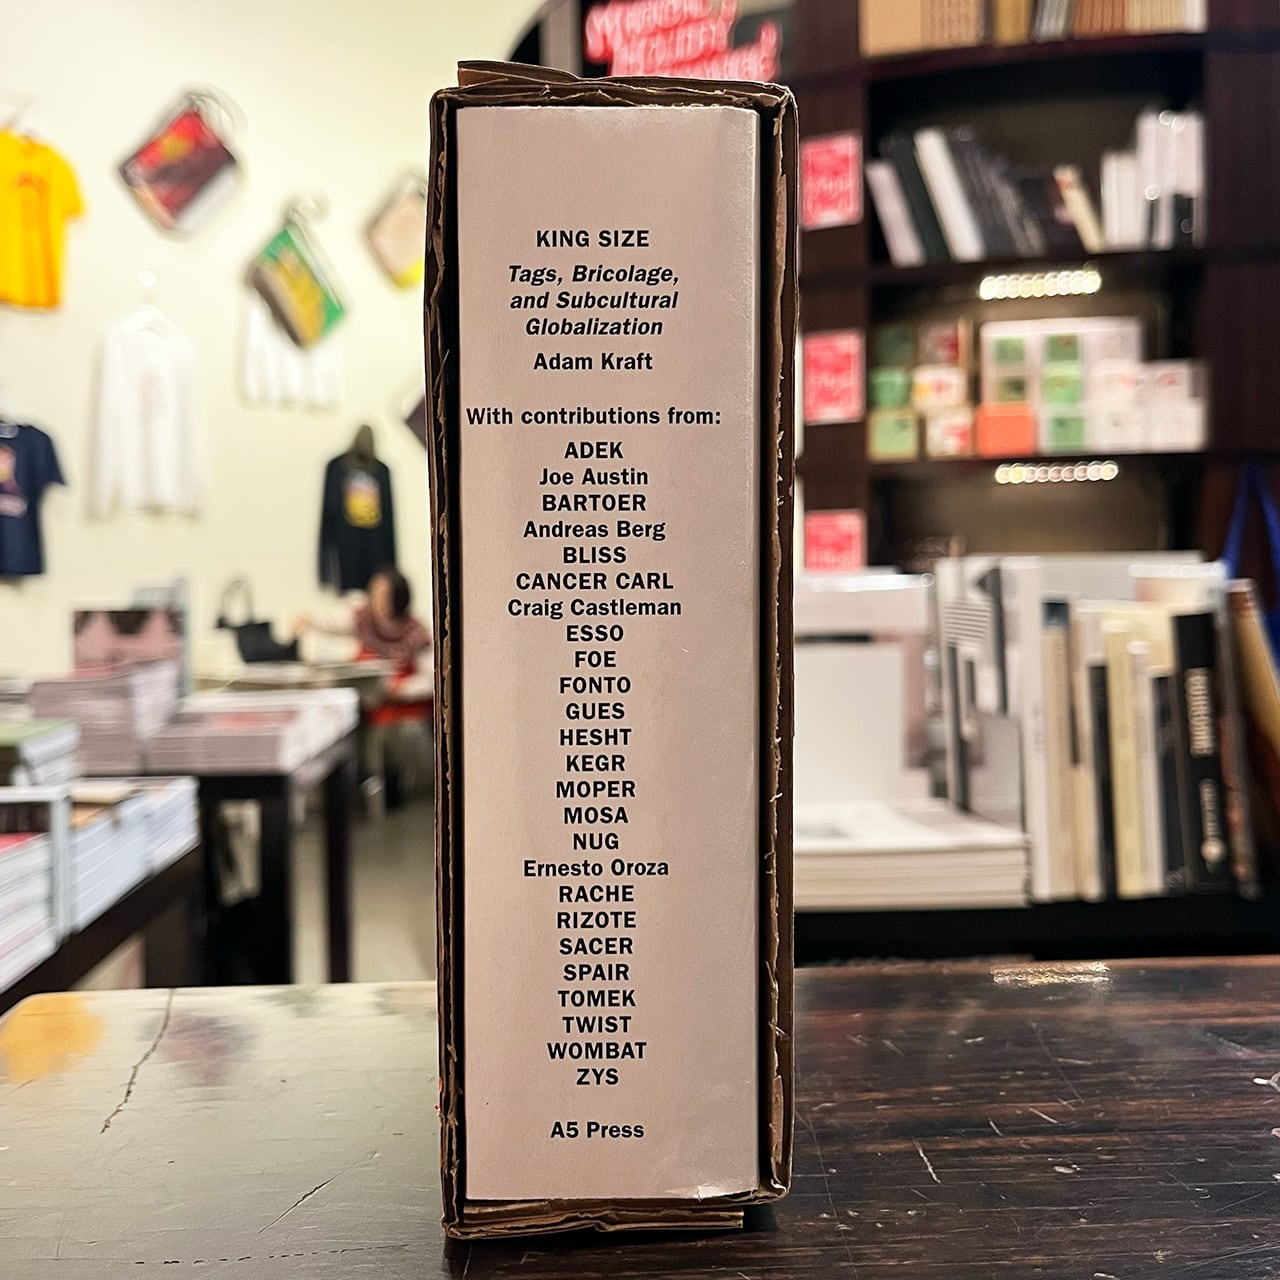 KING SIZE
Tags, Bricolage,
and Subcultural
Globalization
Adam Kraft
With contributions from:
ADEK
Joe Austin
BARTOER
Andreas Berg
BLISS
CANCER CARL
Craig Castleman
ESSO
FOE
FONTO
GUES
HESHT
KEGR
MOPER
MOSA
NUG
Ernesto Oroza
RACHE
RIZOTE
SACER
SPAIR
TOMEK
TWIST
WOMBAT
ZYS
A5 Press